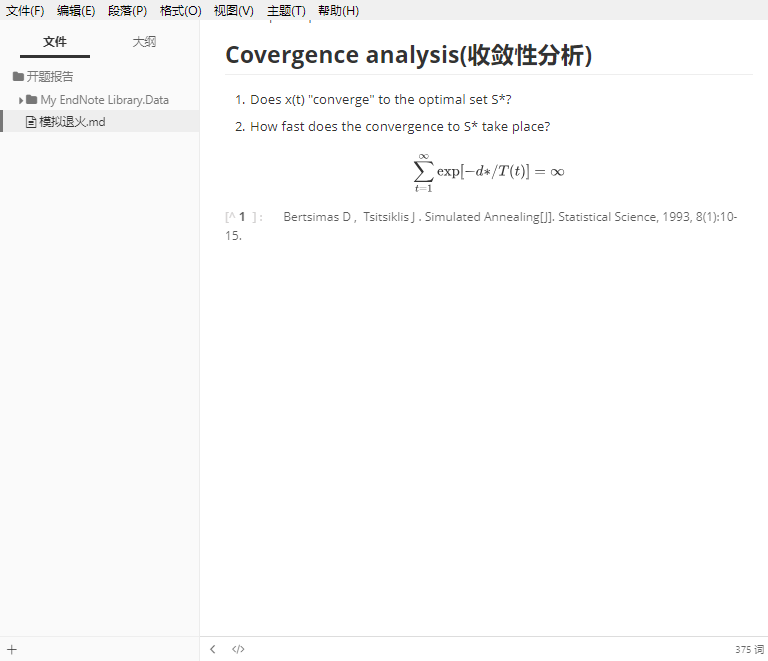 文件(F) 编辑(E) 段落(P) 格式(O) 视图(V) 主题(T) 帮助(H)
文件 大纲
开题报告
My EndNote Library.Data
模拟退火.md
Covergence analysis(收敛性分析)
1. Does x(t) "converge" to the optimal set S*?
2. How fast does the convergence to S* take place?
∞
∑ exp[−d∗/T(t)] = ∞
t=1
[^ 1 ] : Bertsimas D , Tsitsiklis J . Simulated Annealing[J]. Statistical Science, 1993, 8(1):10-
15.
375 词